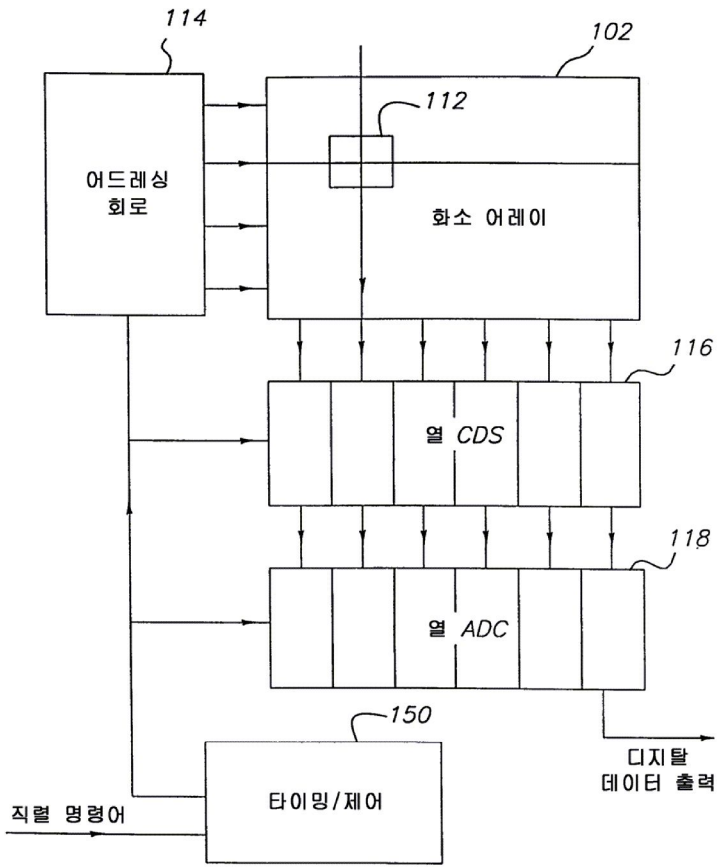 114
102
112
어드레싱
회로
화소 어레이
116
열 CDS
118
열 ADC
150
디지탈
데이터 출력
직렬 명령어
타이밍/제어